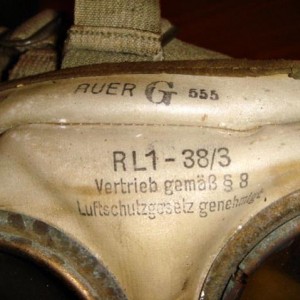 AUER G 555
RL1-38/3
Vertrieb gemäß § 8
Luftschutzgesetz genehmigt